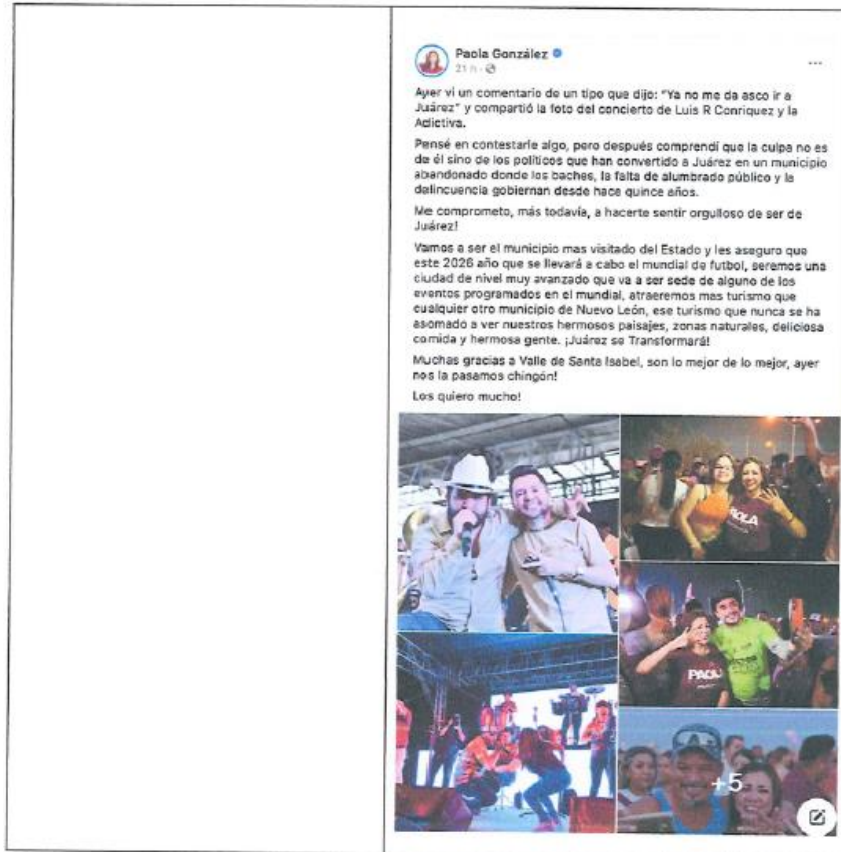 Paola González
21 h
Ayer vi un comentario de un tipo que dijo: "Ya no me da asco ir a
Juárez" y compartió la foto del concierto de Luis R Conriquez y la
Adictiva.
Pensé en contestarle algo, pero después comprendí que la culpa no es
de él sino de los políticos que han convertido a Juárez en un municipio
abandonado donde los baches, la falta de alumbrado público y la
delincuencia gobiernan desde hace quince años.
Me comprometo, más todavía, a hacerte sentir orgulloso de ser de
Juárez!
Vamos a ser el municipio mas visitado del Estado y les aseguro que
este 2026 año que se llevará a cabo el mundial de futbol, seremos una
ciudad de nivel muy avanzado que va a ser sede de alguno de los
eventos programados en el mundial, atraeremos mas turismo que
cualquier otro municipio de Nuevo León, ese turismo que nunca se ha
asomado a ver nuestros hermosos paisajes, zonas naturales, deliciosa
comida y hermosa gente. ¡Juárez se Transformará!
Muchas gracias a Valle de Santa Isabel, son lo mejor de lo mejor, ayer
nos la pasamos chingón!
Los quiero mucho!
PAOLA
PAOL
+5